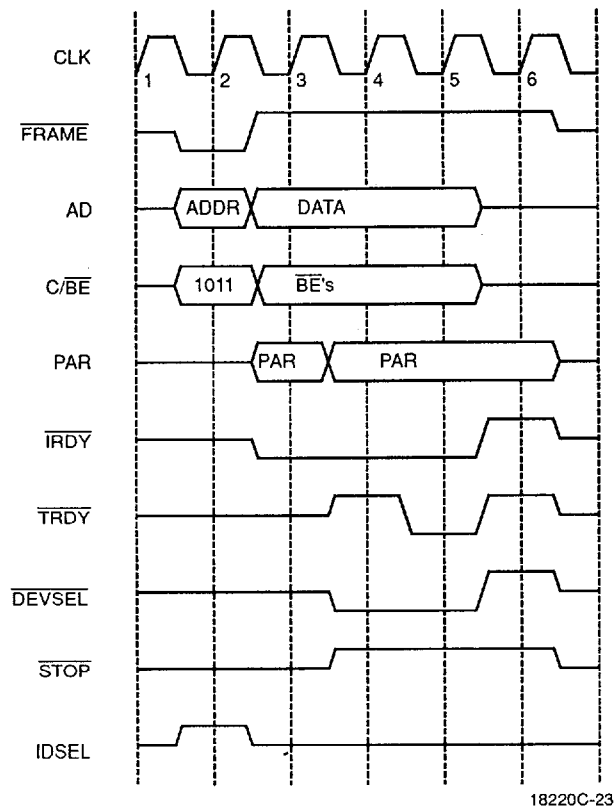 CLK
1 2 3 4 5 6
FRAME
AD ADDR DATA
C/BE 1011 BE's
PAR PAR PAR
IRDY
TRDY
DEVSEL
STOP
IDSEL
18220C-23